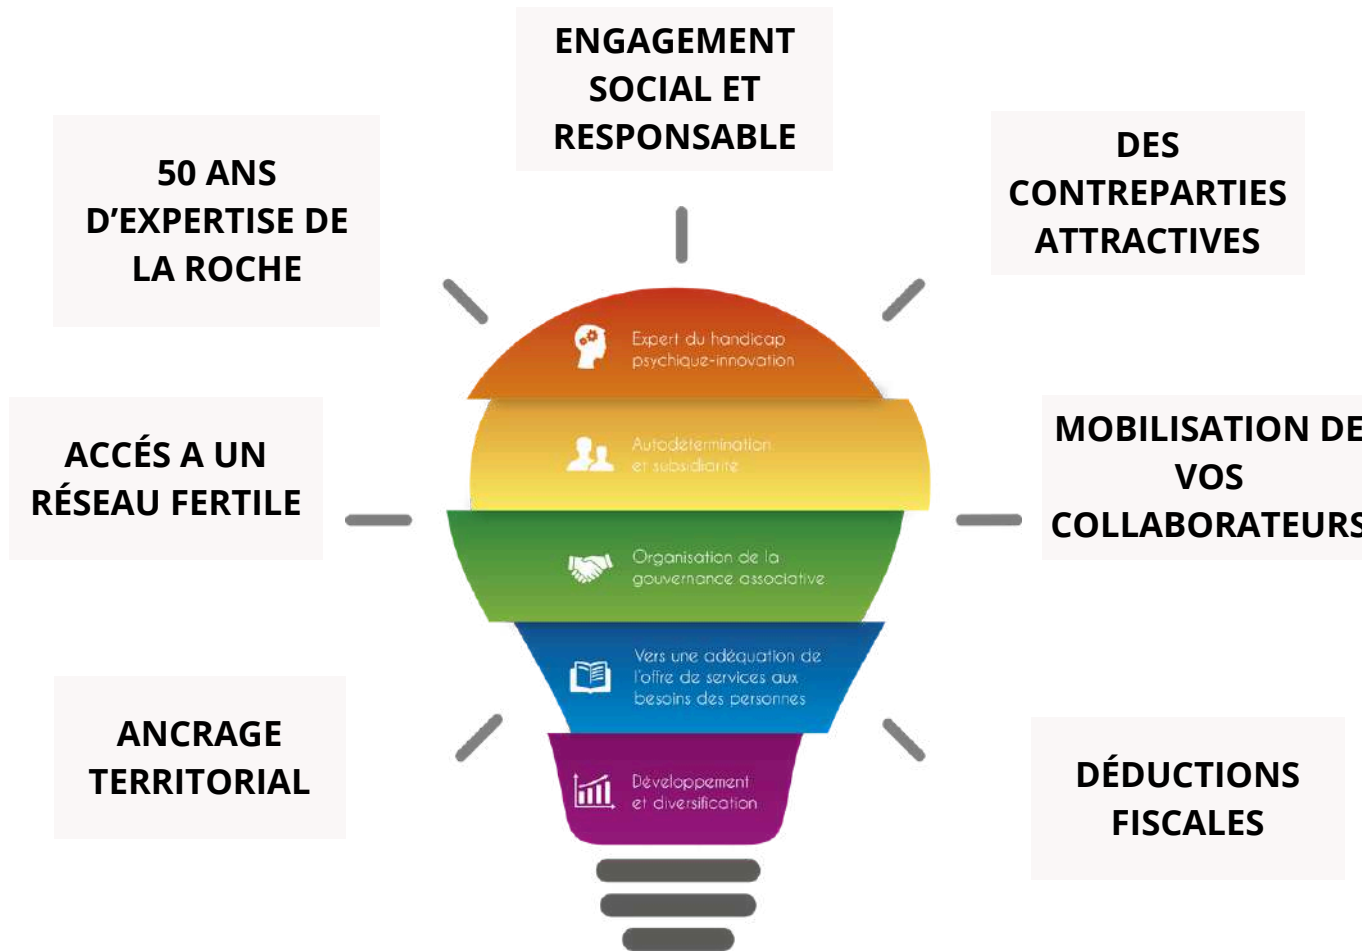 ENGAGEMENT
SOCIAL ET
RESPONSABLE
50 ANS
D’EXPERTISE DE
LA ROCHE
DES
CONTREPARTIES
ATTRACTIVES
Expert du handicap
psychique-innovation
ACCÉS A UN
RÉSEAU FERTILE
Autodétermination
et subsidiarité
MOBILISATION DE
VOS
COLLABORATEURS
Organisation de la
gouvernance associative
Vers une adéquation de
l'offre de services aux
besoins des personnes
ANCRAGE
TERRITORIAL
Développement
et diversification
DÉDUCTIONS
FISCALES